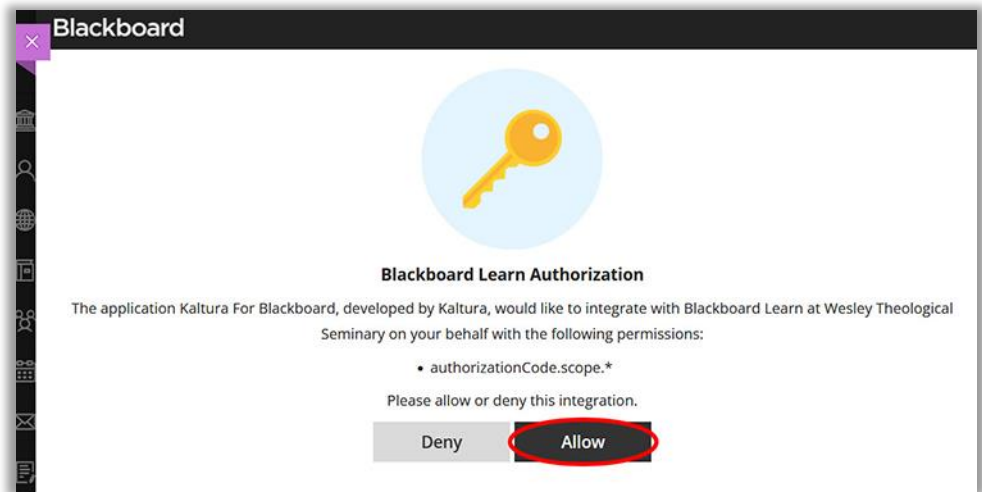 Blackboard
Blackboard Learn Authorization
The application Kaltura For Blackboard, developed by Kaltura, would like to integrate with Blackboard Learn at Wesley Theological
Seminary on your behalf with the following permissions:
• authorizationCode.scope.*
Please allow or deny this integration.
Deny Allow